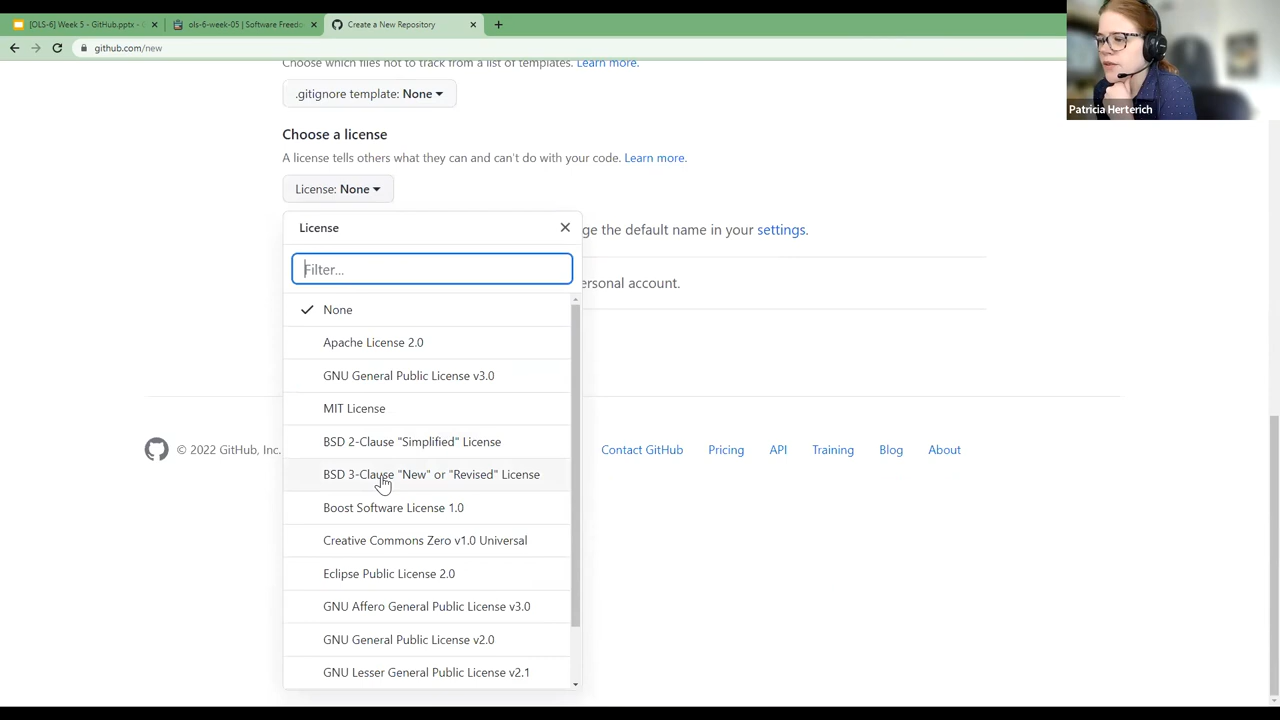 [OLS-6] Week 5 - GitHub.pptx -
ols-6-week-05 | Software Freedo
Create a New Repository
github.com/new
Patricia Herterich
Choose which files not to track from a list of templates. Learn more.
.gitignore template: None
Choose a license
A license tells others what they can and can't do with your code. Learn more.
License: None
License
ge the default name in your settings.
Filter...
ersonal account.
None
Apache License 2.0
GNU General Public License v3.0
MIT License
BSD 2-Clause "Simplified" License
BSD 3-Clause "New" or "Revised" License
Boost Software License 1.0
Creative Commons Zero v1.0 Universal
Eclipse Public License 2.0
GNU Affero General Public License v3.0
GNU General Public License v2.0
GNU Lesser General Public License v2.1
© 2022 GitHub, Inc.
Contact GitHub Pricing API Training Blog About